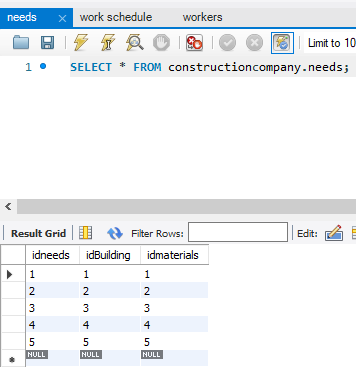 needs work schedule workers
Limit to 10
1 SELECT * FROM constructioncompany.needs;
Result Grid Filter Rows: Edit:
idneeds idBuilding idmaterials
1 1 1
2 2 2
3 3 3
4 4 4
5 5 5
NULL NULL NULL